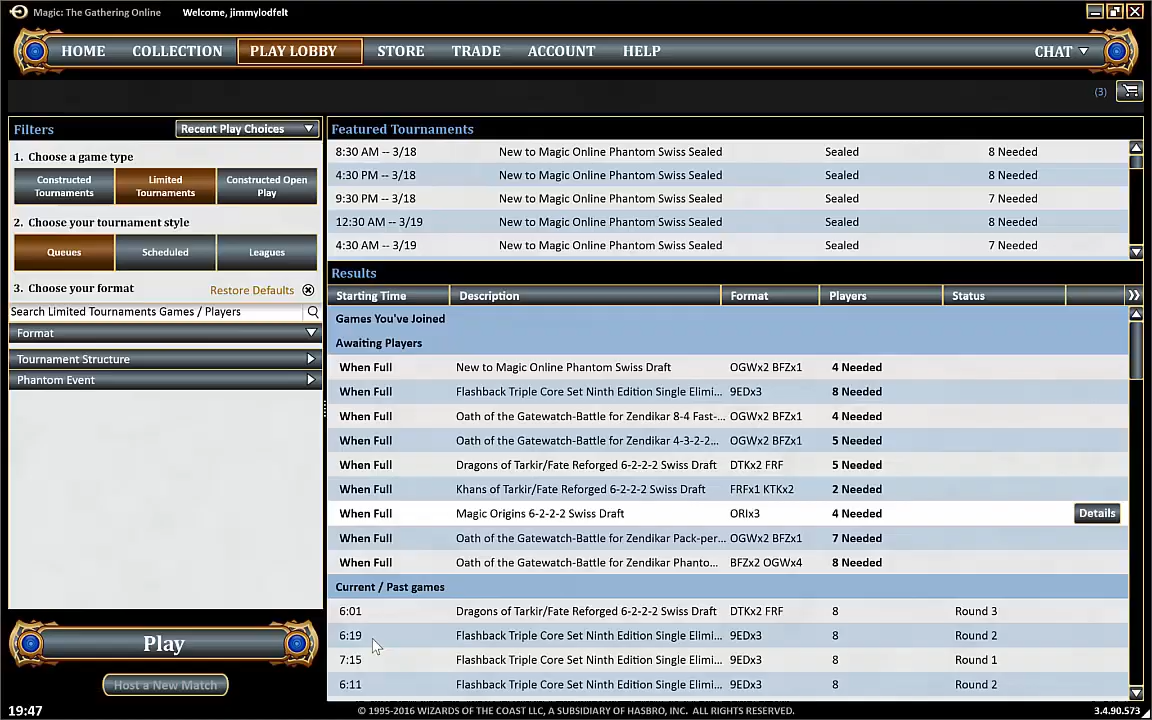 Magic: The Gathering Online Welcome, jimmylodfelt
HOME COLLECTION PLAY LOBBY STORE TRADE ACCOUNT HELP CHAT
(3)
Filters Recent Play Choices
1. Choose a game type
Constructed Tournaments Limited Tournaments Constructed Open Play
2. Choose your tournament style
Queues Scheduled Leagues
3. Choose your format Restore Defaults
Search Limited Tournaments Games / Players
Format
Tournament Structure
Phantom Event
Play
Host a New Match
Featured Tournaments
8:30 AM -- 3/18 New to Magic Online Phantom Swiss Sealed Sealed 8 Needed
4:30 PM -- 3/18 New to Magic Online Phantom Swiss Sealed Sealed 8 Needed
9:30 PM -- 3/18 New to Magic Online Phantom Swiss Sealed Sealed 7 Needed
12:30 AM -- 3/19 New to Magic Online Phantom Swiss Sealed Sealed 8 Needed
4:30 AM -- 3/19 New to Magic Online Phantom Swiss Sealed Sealed 7 Needed
Results
Starting Time Description Format Players Status
Games You've Joined
Awaiting Players
When Full New to Magic Online Phantom Swiss Draft OGWx2 BFZx1 4 Needed
When Full Flashback Triple Core Set Ninth Edition Single Elimi... 9EDx3 8 Needed
When Full Oath of the Gatewatch-Battle for Zendikar 8-4 Fast-... OGWx2 BFZx1 4 Needed
When Full Oath of the Gatewatch-Battle for Zendikar 4-3-2-2... OGWx2 BFZx1 5 Needed
When Full Dragons of Tarkir/Fate Reforged 6-2-2-2 Swiss Draft DTKx2 FRF 5 Needed
When Full Khans of Tarkir/Fate Reforged 6-2-2-2 Swiss Draft FRFx1 KTKx2 2 Needed
When Full Magic Origins 6-2-2-2 Swiss Draft ORIx3 4 Needed Details
When Full Oath of the Gatewatch-Battle for Zendikar Pack-per... OGWx2 BFZx1 7 Needed
When Full Oath of the Gatewatch-Battle for Zendikar Phanto... BFZx2 OGWx4 8 Needed
Current / Past games
6:01 Dragons of Tarkir/Fate Reforged 6-2-2-2 Swiss Draft DTKx2 FRF 8 Round 3
6:19 Flashback Triple Core Set Ninth Edition Single Elimi... 9EDx3 8 Round 2
7:15 Flashback Triple Core Set Ninth Edition Single Elimi... 9EDx3 8 Round 1
6:11 Flashback Triple Core Set Ninth Edition Single Elimi... 9EDx3 8 Round 2
19:47 © 1995-2016 WIZARDS OF THE COAST LLC, A SUBSIDIARY OF HASBRO, INC. ALL RIGHTS RESERVED. 3.4.90.573